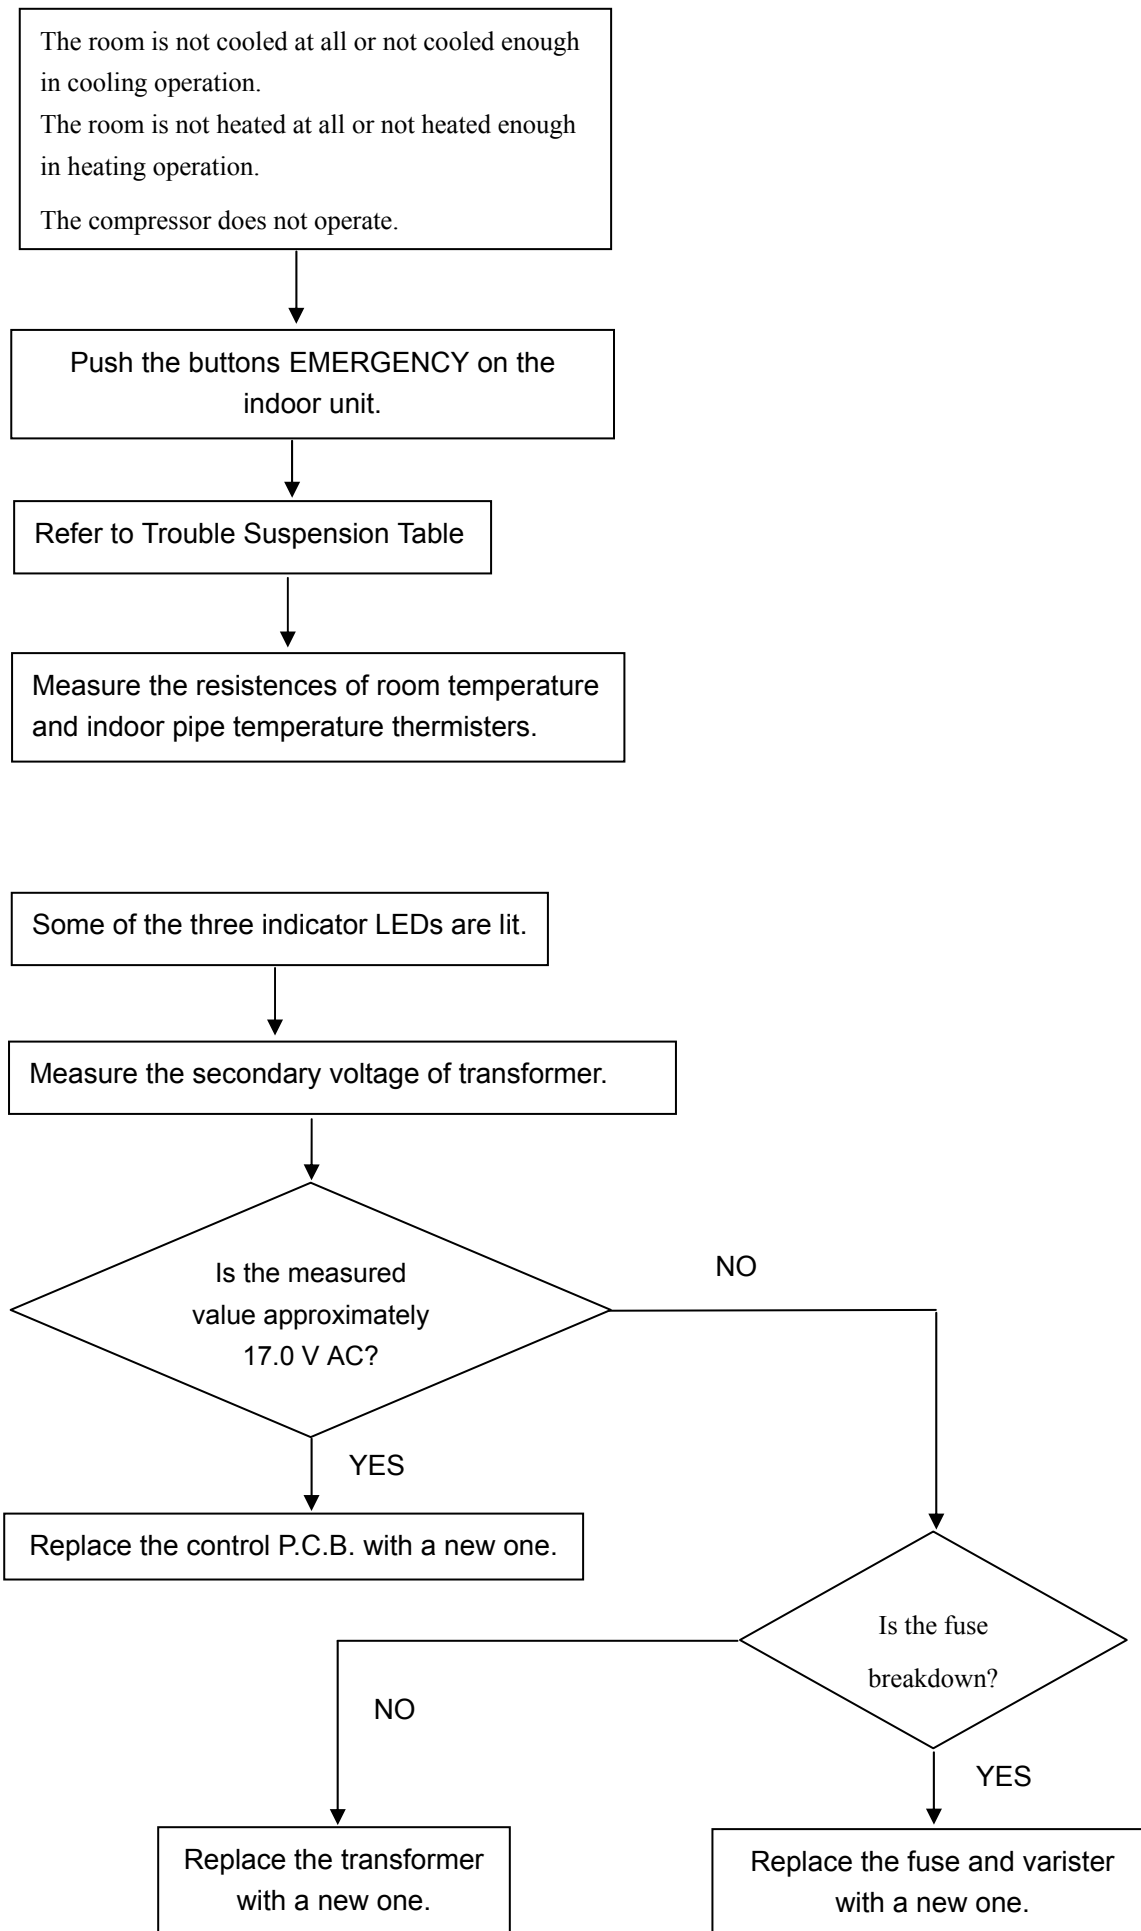 The room is not cooled at all or not cooled enough
in cooling operation.
The room is not heated at all or not heated enough
in heating operation.
The compressor does not operate.
Push the buttons EMERGENCY on the
indoor unit.
Refer to Trouble Suspension Table
Measure the resistences of room temperature
and indoor pipe temperature thermisters.
Some of the three indicator LEDs are lit.
Measure the secondary voltage of transformer.
Is the measured
value approximately
17.0 V AC?
NO
YES
Replace the control P.C.B. with a new one.
Is the fuse
breakdown?
NO
YES
Replace the transformer
with a new one.
Replace the fuse and varister
with a new one.